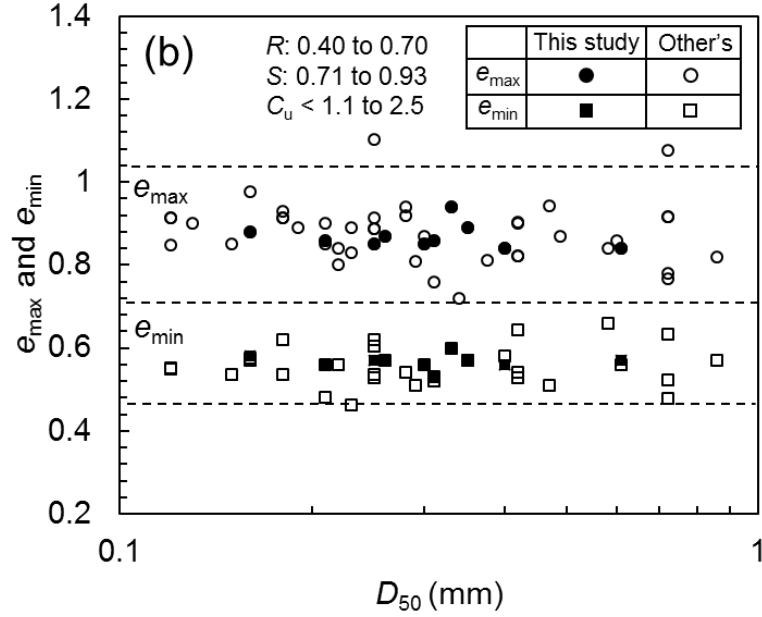 (b)
R: 0.40 to 0.70
S: 0.71 to 0.93
Cu < 1.1 to 2.5
This study Other's
emax
emin
emax
emin
emax and emin
1.4
1.2
1
0.8
0.6
0.4
0.2
0.1 1
D50 (mm)